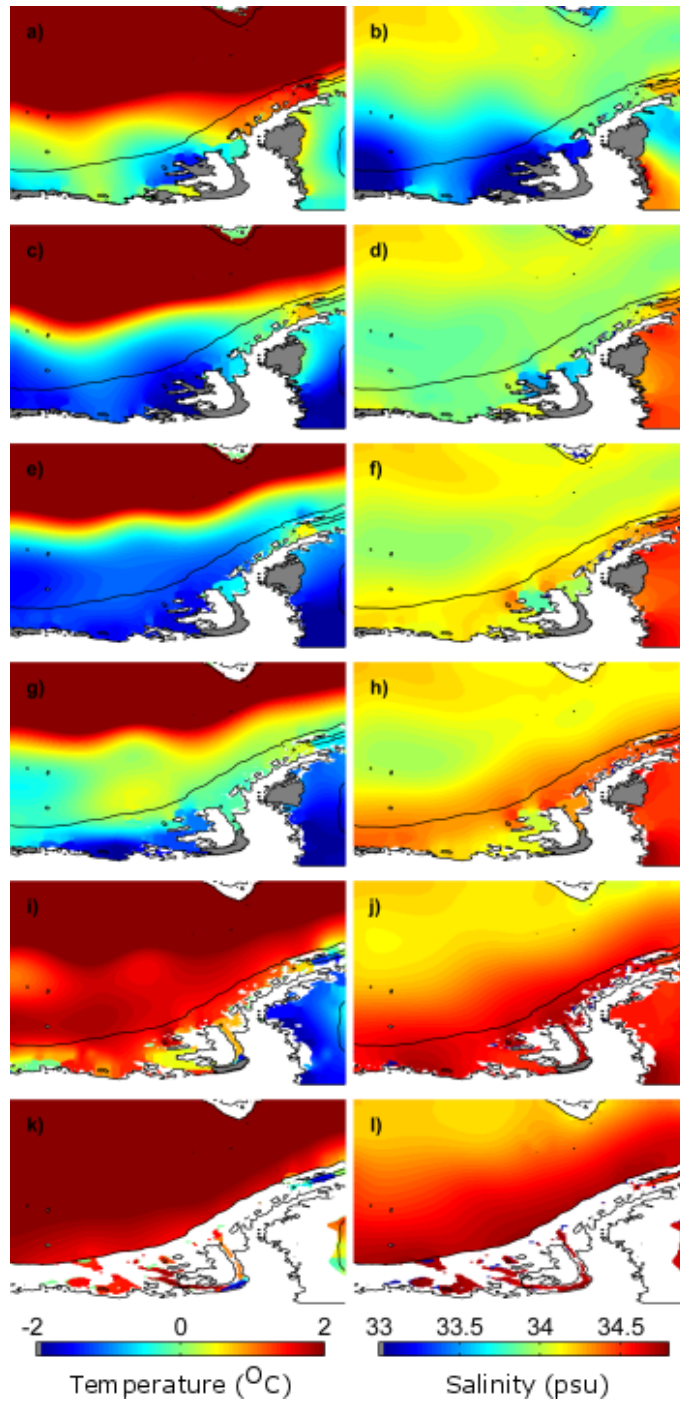 a) b)
c) d)
e) f)
g) h)
i) j)
k) l)
-2 0 2 33 33.5 34 34.5
Temperature (OC) Salinity (psu)